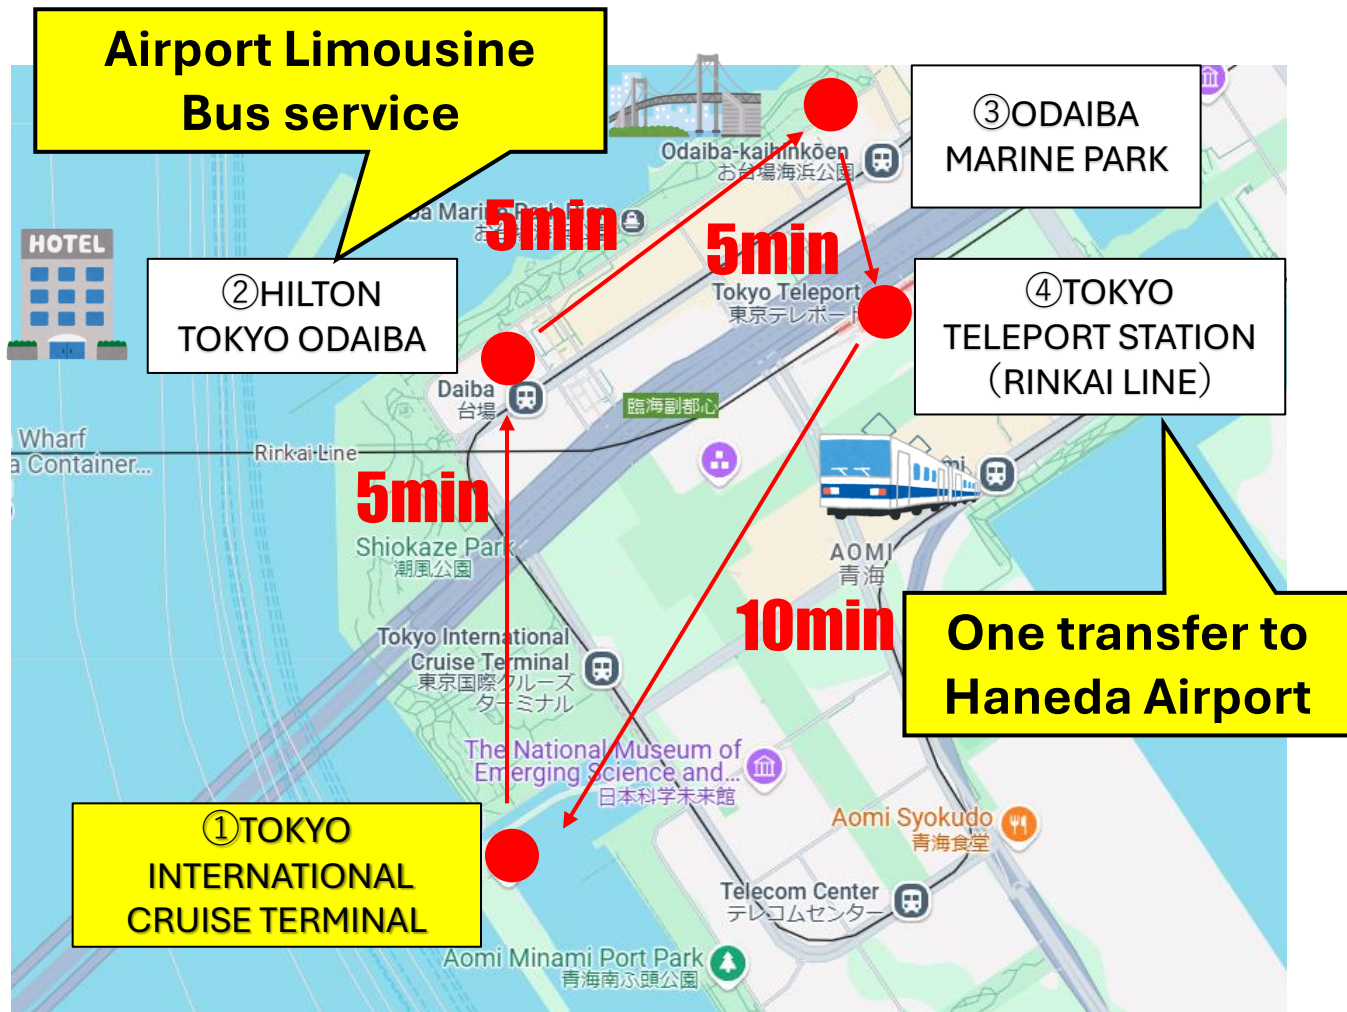 Airport Limousine
Bus service
③ODAIBA
MARINE PARK
Odaiba-kaihinkōen
お台場海浜公園
5min
5min
HOTEL
②HILTON
TOKYO ODAIBA
Tokyo Teleport
東京テレポート
④TOKYO
TELEPORT STATION
（RINKAI LINE）
Daiba
台場
臨海副都心
Wharf
a Container...
Rinkai Line
5min
Shiokaze Park
潮風公園
AOMI
青海
10min
One transfer to
Haneda Airport
Tokyo International
Cruise Terminal
東京国際クルーズ
ターミナル
The National Museum of
Emerging Science and...
日本科学未来館
①TOKYO
INTERNATIONAL
CRUISE TERMINAL
Aomi Syokudo
青海食堂
Telecom Center
テレコムセンター
Aomi Minami Port Park
青海南ふ頭公園